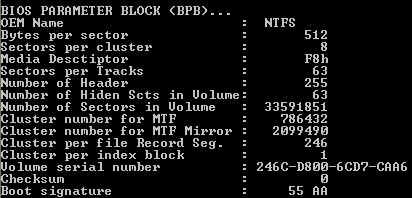 BIOS PARAMETER BLOCK (BPB)...
OEM Name : NTFS
Bytes per sector : 512
Sectors per cluster : 8
Media Desctiptor : F8h
Sectors per Tracks : 63
Number of Header : 255
Number of Hiden Scts in Volume: 63
Number of Sectors in Volume : 33591851
Cluster number for MTF : 786432
Cluster number for MTF Mirror : 2099490
Cluster per file Record Seg. : 246
Cluster per index block : 1
Volume serial number : 246C-D800-6CD7-CAA6
Checksum : 0
Boot signature : 55 AA